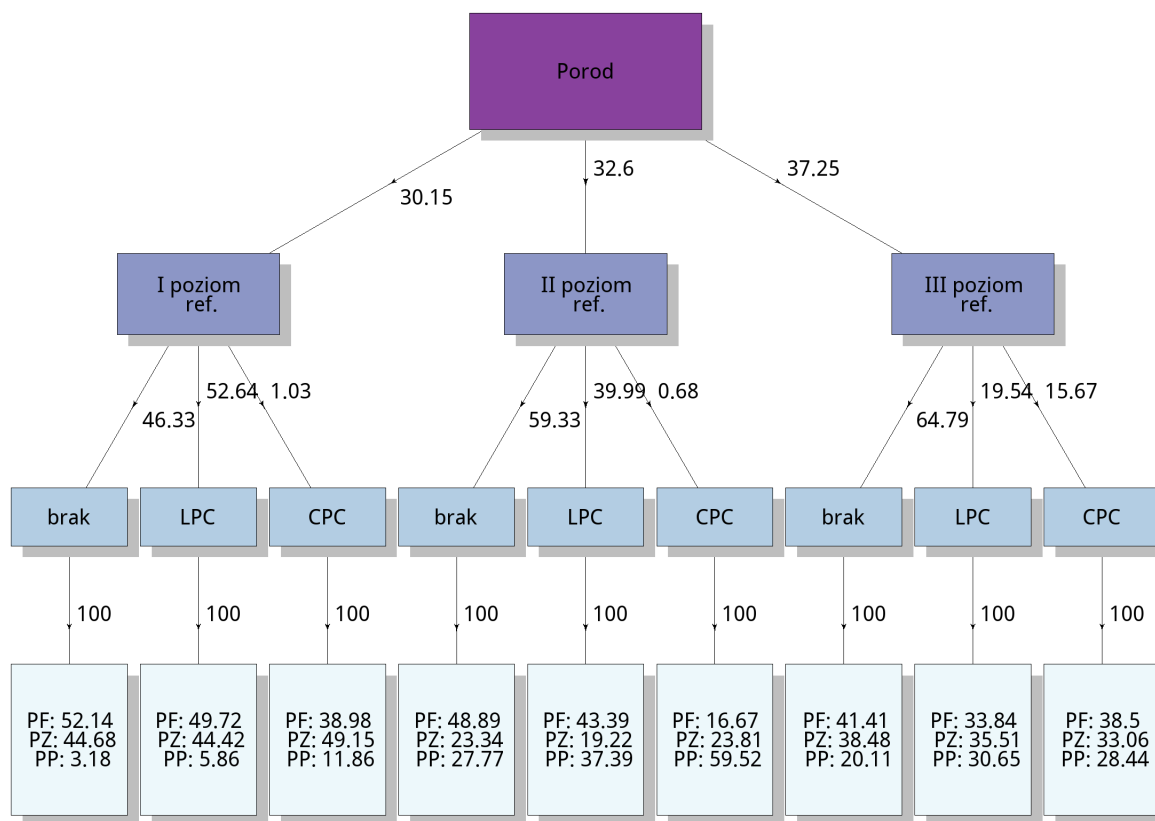 Porod
30.15
32.6
37.25
I poziom
ref.
II poziom
ref.
III poziom
ref.
46.33
52.64
1.03
59.33
39.99
0.68
64.79
19.54
15.67
brak
LPC
CPC
brak
LPC
CPC
brak
LPC
CPC
100
100
100
100
100
100
100
100
100
PF: 52.14
PZ: 44.68
PP: 3.18
PF: 49.72
PZ: 44.42
PP: 5.86
PF: 38.98
PZ: 49.15
PP: 11.86
PF: 48.89
PZ: 23.34
PP: 27.77
PF: 43.39
PZ: 19.22
PP: 37.39
PF: 16.67
PZ: 23.81
PP: 59.52
PF: 41.41
PZ: 38.48
PP: 20.11
PF: 33.84
PZ: 35.51
PP: 30.65
PF: 38.5
PZ: 33.06
PP: 28.44